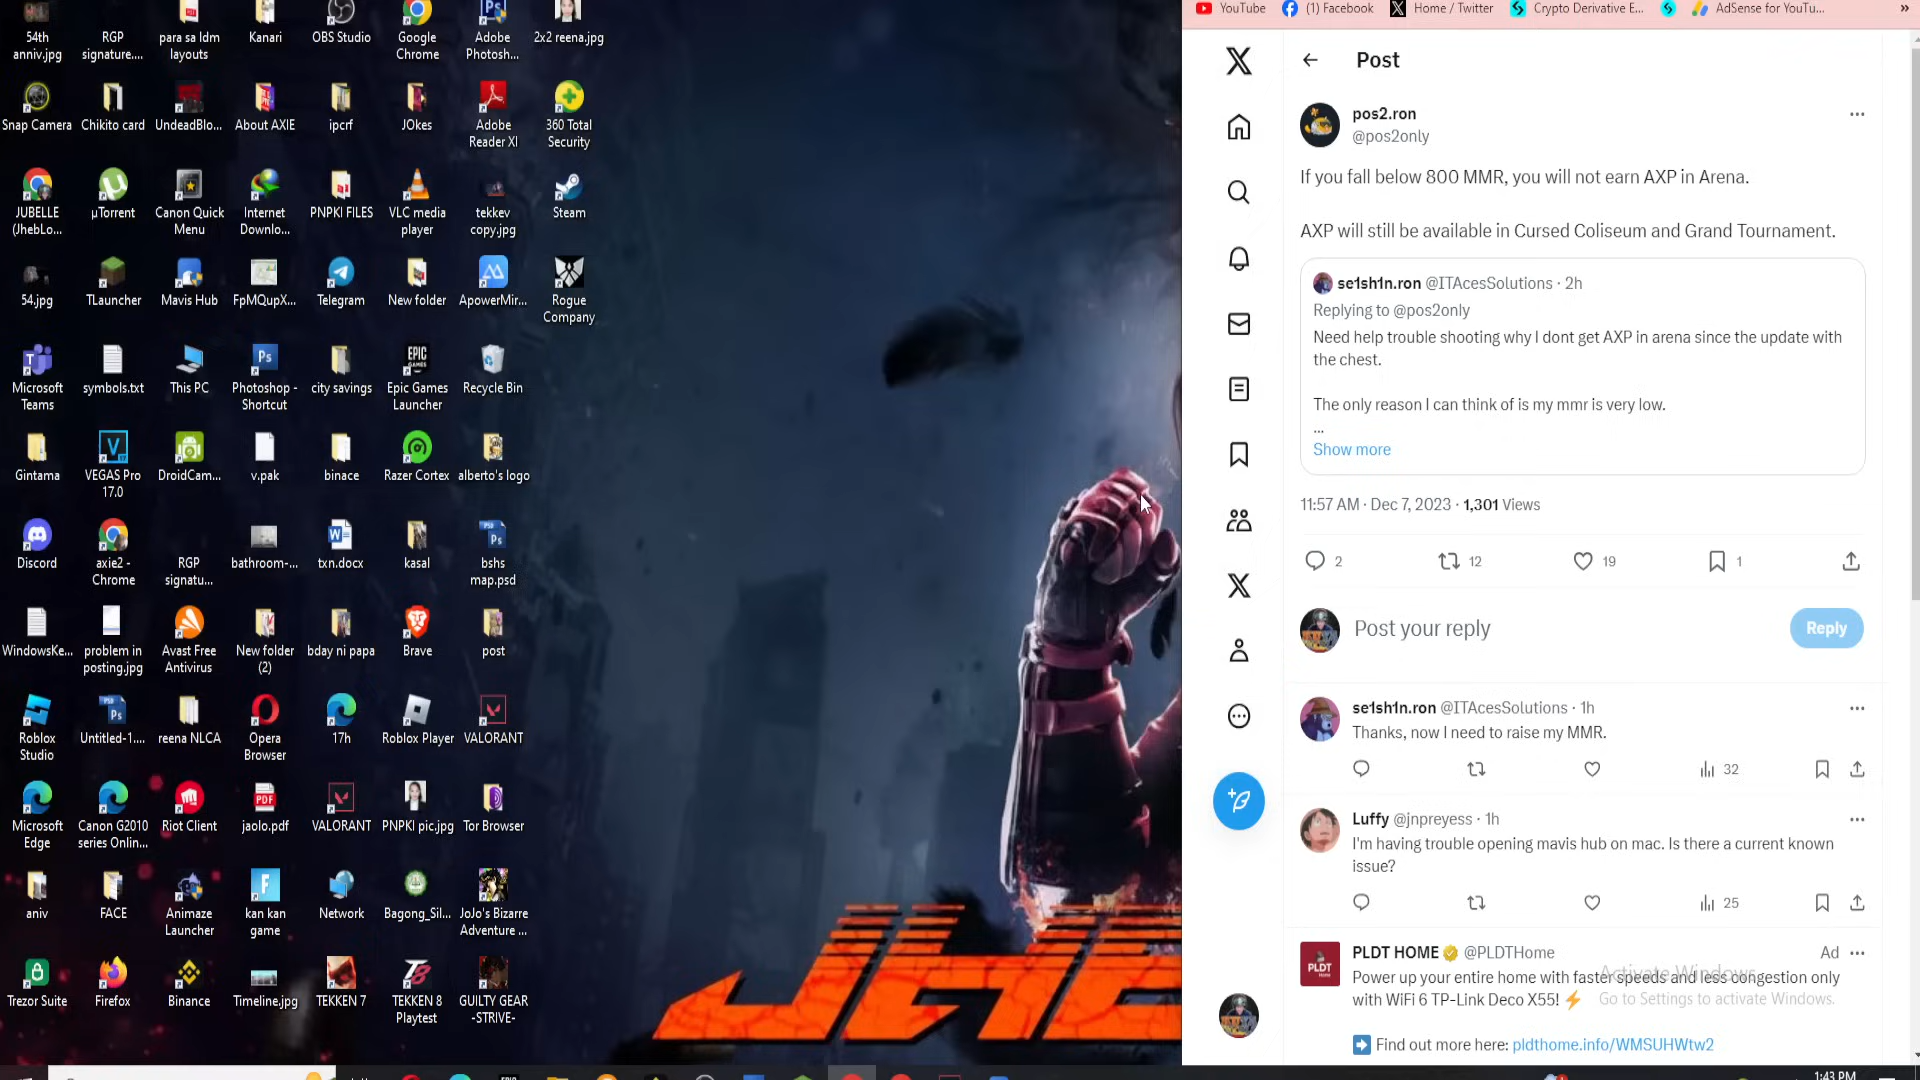 54th anniv.jpg
RGP signature....
para sa ldm layouts
Kanari
OBS Studio
Google Chrome
Adobe Photosh...
2x2 reena.jpg
Snap Camera
Chikito card
UndeadBlo...
About AXIE
ipcrf
JOkes
Adobe Reader XI
360 Total Security
JUBELLE (JhebLo...
µTorrent
Canon Quick Menu
Internet Downlo...
PNPKI FILES
VLC media player
tekkev copy.jpg
Steam
54.jpg
TLauncher
Mavis Hub
FpMQupX...
Telegram
New folder
ApowerMir...
Rogue Company
Microsoft Teams
symbols.txt
This PC
Photoshop - Shortcut
city savings
Epic Games Launcher
Recycle Bin
Gintama
VEGAS Pro 17.0
DroidCam...
v.pak
binace
Razer Cortex
alberto's logo
Discord
axie2 - Chrome
RGP signatu...
bathroom-...
txn.docx
kasal
bshs map.psd
WindowsKe...
problem in posting.jpg
Avast Free Antivirus
New folder (2)
bday ni papa
Brave
post
Roblox Studio
Untitled-1....
reena NLCA
Opera Browser
17h
Roblox Player
VALORANT
Microsoft Edge
Canon G2010 series Onlin...
Riot Client
jaolo.pdf
VALORANT
PNPKI pic.jpg
Tor Browser
aniv
FACE
Animaze Launcher
kan kan game
Network
Bagong_Sil...
JoJo's Bizarre Adventure ...
Trezor Suite
Firefox
Binance
Timeline.jpg
TEKKEN 7
TEKKEN 8 Playtest
GUILTY GEAR -STRIVE-
YouTube
(1) Facebook
Home / Twitter
Crypto Derivative E...
AdSense for YouTu...
»
Post
pos2.ron
@pos2only
If you fall below 800 MMR, you will not earn AXP in Arena.
AXP will still be available in Cursed Coliseum and Grand Tournament.
se1sh1n.ron @ITAcesSolutions · 2h
Replying to @pos2only
Need help trouble shooting why I dont get AXP in arena since the update with
the chest.
The only reason I can think of is my mmr is very low.
...
Show more
11:57 AM · Dec 7, 2023 · 1,301 Views
2 12 19 1
Post your reply
Reply
se1sh1n.ron @ITAcesSolutions · 1h
Thanks, now I need to raise my MMR.
32
Luffy @jnpreyess · 1h
I'm having trouble opening mavis hub on mac. Is there a current known
issue?
25
PLDT HOME @PLDTHome Ad
Power up your entire home with faster speeds and less congestion only
with WiFi 6 TP-Link Deco X55! ⚡
Activate Windows
Go to Settings to activate Windows.
➡ Find out more here: pldthome.info/WMSUHWtw2
1:43 PM